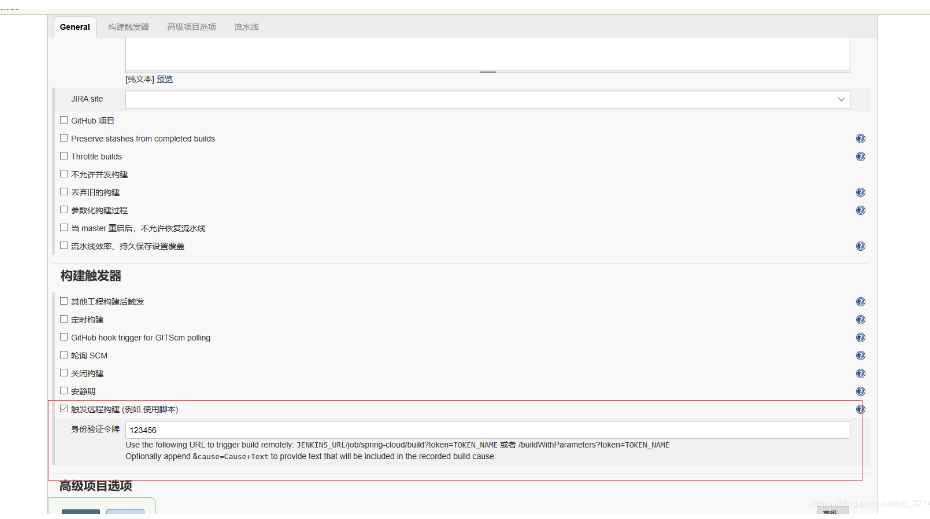 General 构建触发器 高级项目选项 流水线
[纯文本] 预览
JIRA site
GitHub 项目
Preserve stashes from completed builds
Throttle builds
不允许并发构建
丢弃旧的构建
参数化构建过程
当 master 重启后，不允许恢复流水线
流水线效率、持久保存设置覆盖
构建触发器
其他工程构建后触发
定时构建
GitHub hook trigger for GITScm polling
轮询 SCM
关闭构建
安静期
触发远程构建 (例如,使用脚本)
身份验证令牌 123456
Use the following URL to trigger build remotely: JENKINS_URL/job/spring-cloud/build?token=TOKEN_NAME 或者 /buildWithParameters?token=TOKEN_NAME
Optionally append &cause=Cause+Text to provide text that will be included in the recorded build cause.
高级项目选项